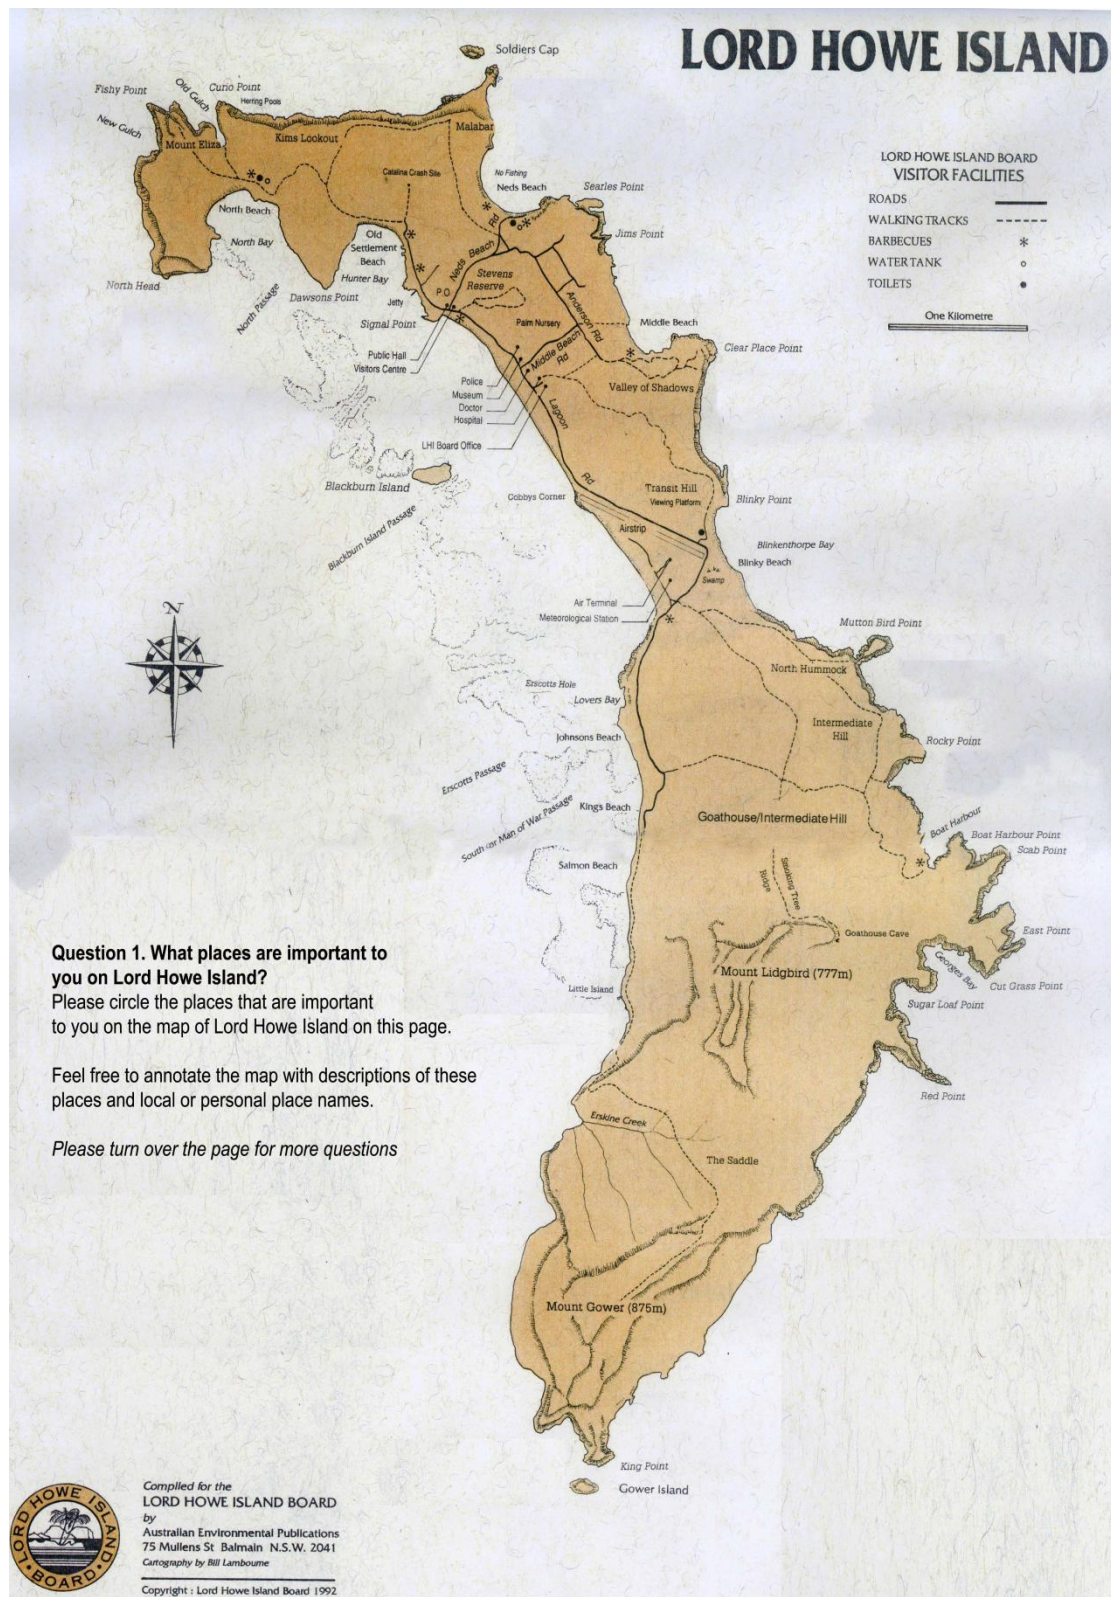 LORD HOWE ISLAND
Soldiers Cap
Fishy Point
Old Gulch
Curio Point
Herring Pools
New Gulch
Mount Eliza
Kims Lookout
Malabar
Catalina Crash Site
No Fishing
Neds Beach
Searles Point
Jims Point
North Beach
North Bay
Old
Settlement
Beach
Hunter Bay
Neds Beach Rd
Stevens
Reserve
North Head
North Passage
Dawsons Point
Jetty
P.O.
Signal Point
Palm Nursery
Anderson Rd
Middle Beach
Middle Beach
Rd
Clear Place Point
Public Hall
Visitors Centre
Police
Museum
Doctor
Hospital
LHI Board Office
Valley of Shadows
Lagoon
Rd
Blackburn Island
Blackburn Island Passage
Cobbys Corner
Transit Hill
Viewing Platform
Blinky Point
Airstrip
Blinkenthorpe Bay
Blinky Beach
Swamp
Air Terminal
Meteorological Station
Mutton Bird Point
North Hummock
Erscotts Hole
Lovers Bay
Intermediate
Hill
Johnsons Beach
Rocky Point
Erscotts Passage
Kings Beach
South or Man of War Passage
Goathouse/Intermediate Hill
Boat Harbour
Boat Harbour Point
Scab Point
Salmon Beach
Smoking Tree
Ridge
Goathouse Cave
East Point
Mount Lidgbird (777m)
Georges Bay
Cut Grass Point
Little Island
Sugar Loaf Point
Red Point
Erskine Creek
The Saddle
Mount Gower (875m)
King Point
Gower Island
N
LORD HOWE ISLAND BOARD
VISITOR FACILITIES
ROADS
WALKING TRACKS
BARBECUES
WATER TANK
TOILETS
One Kilometre
Question 1. What places are important to
you on Lord Howe Island?
Please circle the places that are important
to you on the map of Lord Howe Island on this page.
Feel free to annotate the map with descriptions of these
places and local or personal place names.
Please turn over the page for more questions
LORD HOWE ISLAND
BOARD
Compiled for the
LORD HOWE ISLAND BOARD
by
Australian Environmental Publications
75 Mullens St Balmain N.S.W. 2041
Cartography by Bill Lambourne
Copyright : Lord Howe Island Board 1992